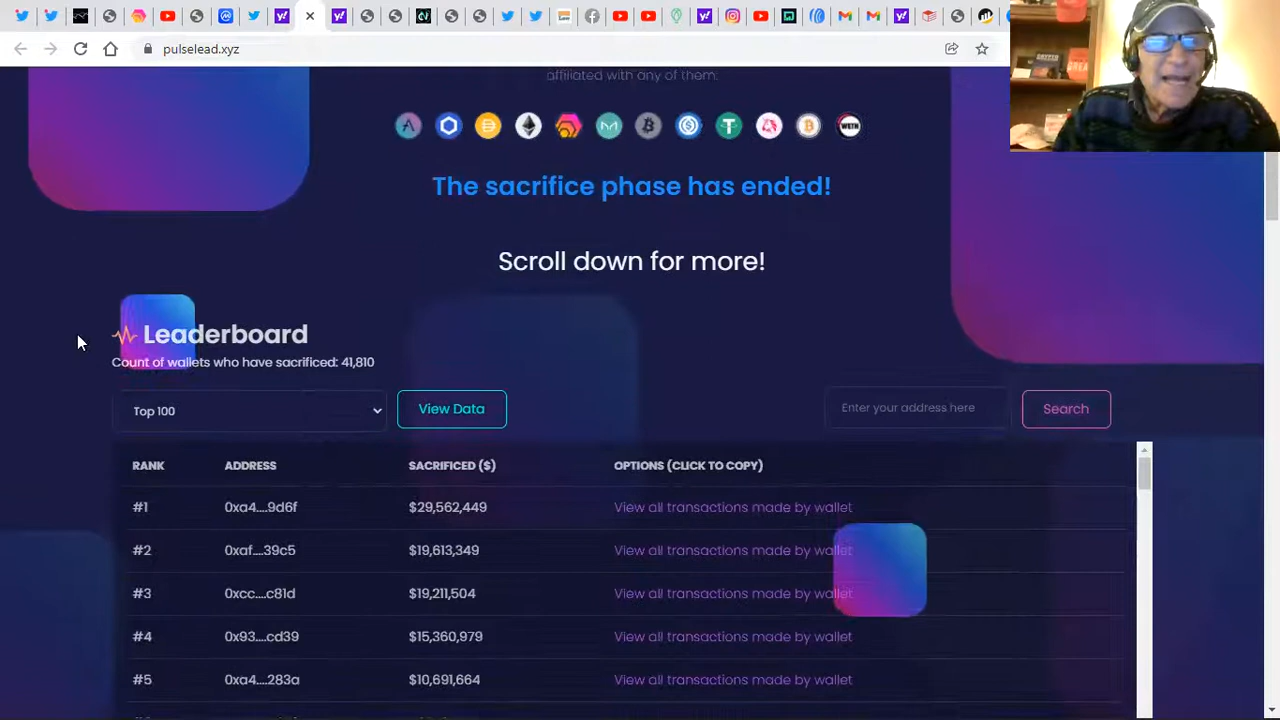 pulselead.xyz
affiliated with any of them:
WETH
The sacrifice phase has ended!
Scroll down for more!
Leaderboard
Count of wallets who have sacrificed: 41,810
Top 100
View Data
Enter your address here
Search
RANK ADDRESS SACRIFICED ($) OPTIONS (CLICK TO COPY)
#1 0xa4....9d6f $29,562,449 View all transactions made by wallet
#2 0xaf....39c5 $19,613,349 View all transactions made by wallet
#3 0xcc....c81d $19,211,504 View all transactions made by wallet
#4 0x93....cd39 $15,360,979 View all transactions made by wallet
#5 0xa4....283a $10,691,664 View all transactions made by wallet